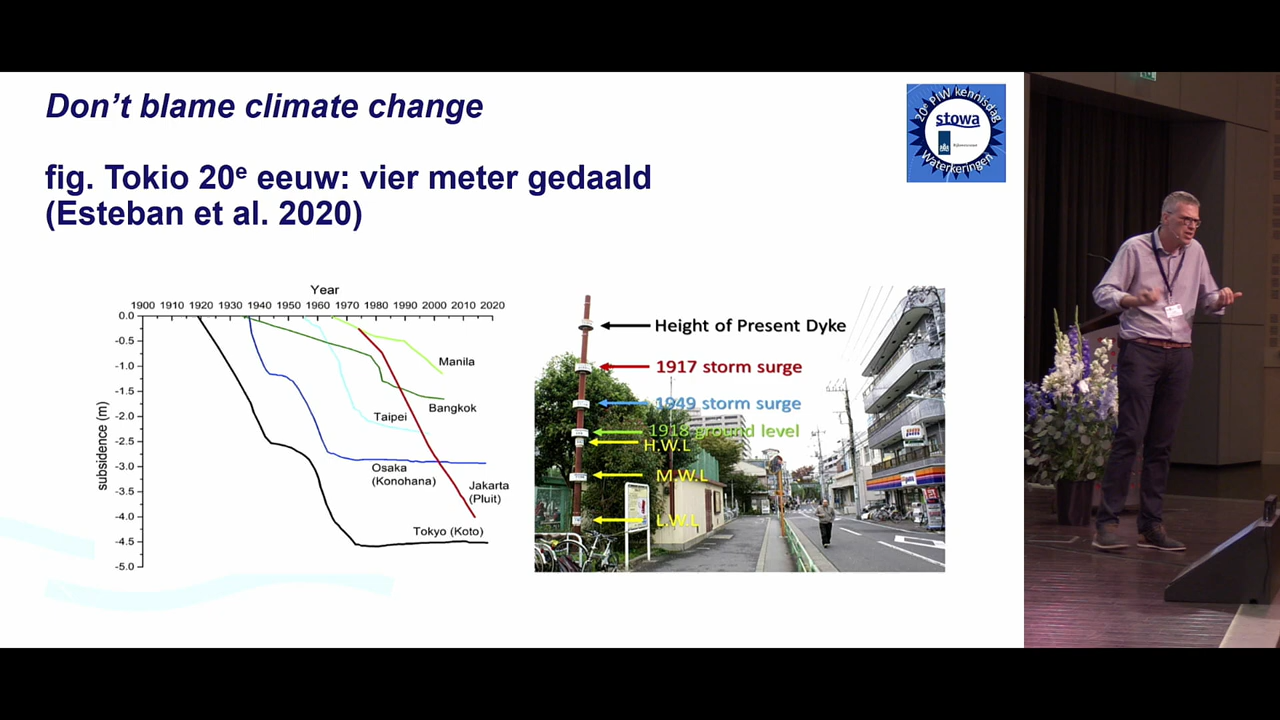 Don't blame climate change
fig. Tokio 20e eeuw: vier meter gedaald
(Esteban et al. 2020)
20e PIW kennisdag
stowa
Waterkeringen
Year
1900 1910 1920 1930 1940 1950 1960 1970 1980 1990 2000 2010 2020
subsidence (m)
0.0
-0.5
-1.0
-1.5
-2.0
-2.5
-3.0
-3.5
-4.0
-4.5
-5.0
Manila
Bangkok
Taipei
Osaka
(Konohana)
Jakarta
(Pluit)
Tokyo (Koto)
Height of Present Dyke
1917 storm surge
1949 storm surge
1918 ground level
H.W.L
M.W.L
L.W.L